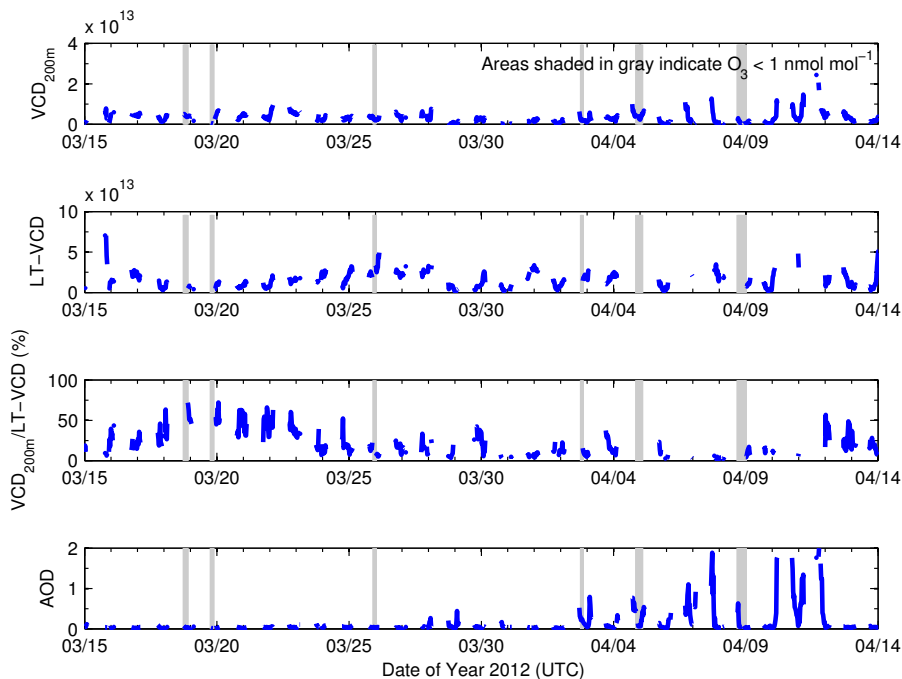 x 10^13
4
2
0
VCD_200m
Areas shaded in gray indicate O_3 < 1 nmol mol^−1
03/15 03/20 03/25 03/30 04/04 04/09 04/14
x 10^13
10
5
0
LT−VCD
03/15 03/20 03/25 03/30 04/04 04/09 04/14
100
50
0
VCD_200m/LT−VCD (%)
03/15 03/20 03/25 03/30 04/04 04/09 04/14
2
1
0
AOD
03/15 03/20 03/25 03/30 04/04 04/09 04/14
Date of Year 2012 (UTC)